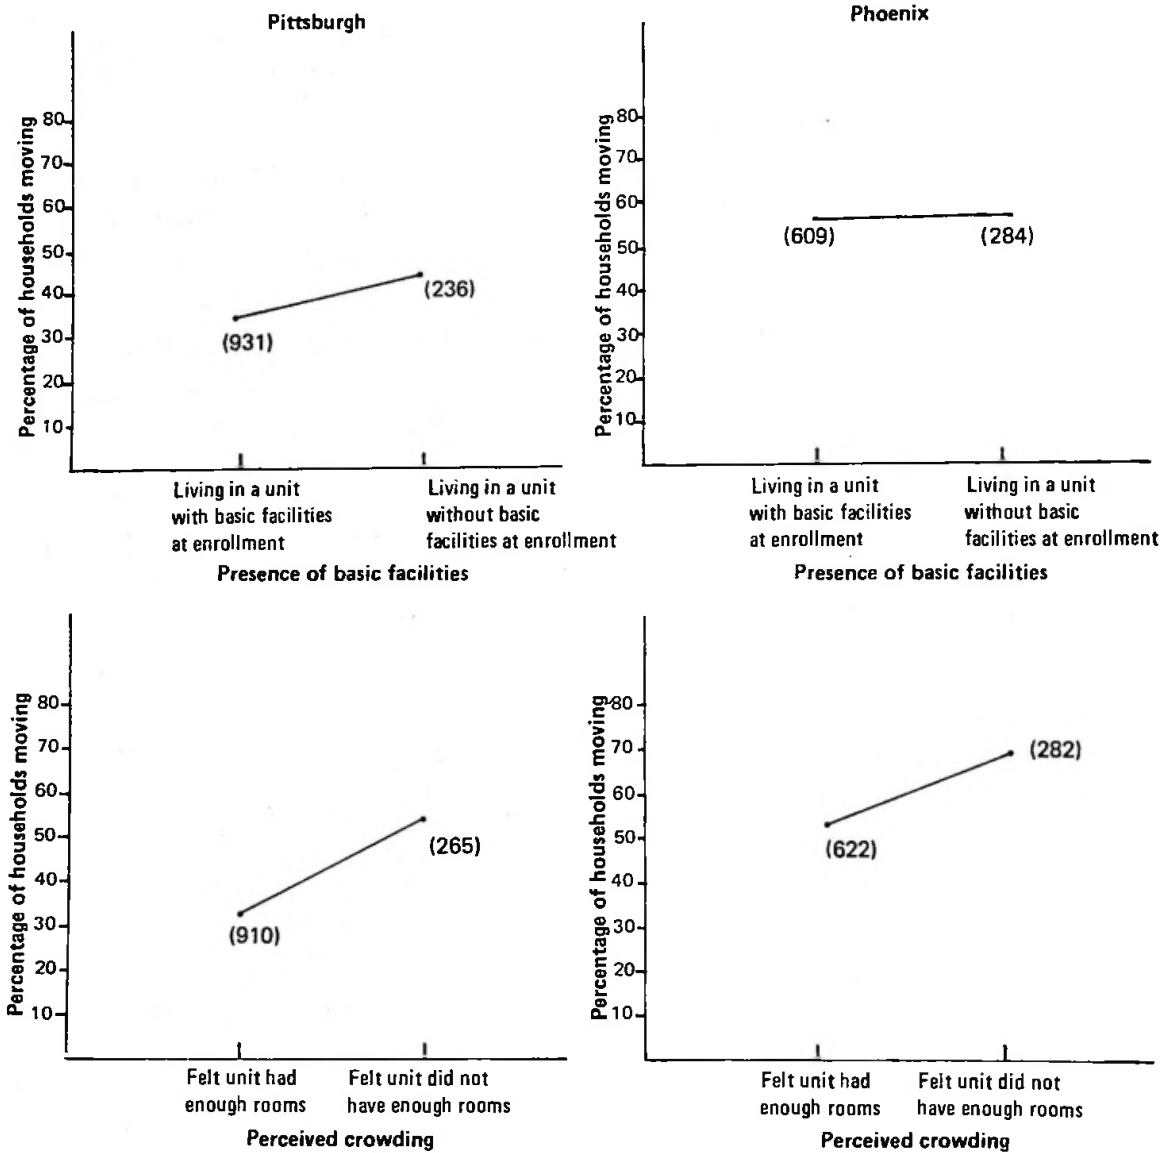 Pittsburgh
Percentage of households moving
80
70
60
50
40
30
20
10
(931)
(236)
Living in a unit
with basic facilities
at enrollment
Living in a unit
without basic
facilities at enrollment
Presence of basic facilities
Phoenix
Percentage of households moving
80
70
60
50
40
30
20
10
(609)
(284)
Living in a unit
with basic facilities
at enrollment
Living in a unit
without basic
facilities at enrollment
Presence of basic facilities
Percentage of households moving
80
70
60
50
40
30
20
10
(910)
(265)
Felt unit had
enough rooms
Felt unit did not
have enough rooms
Perceived crowding
Percentage of households moving
80
70
60
50
40
30
20
10
(622)
(282)
Felt unit had
enough rooms
Felt unit did not
have enough rooms
Perceived crowding